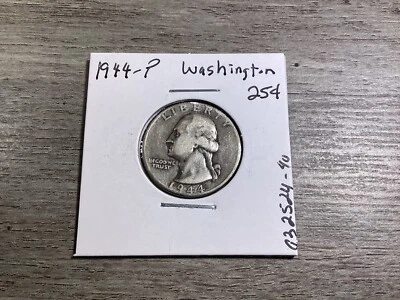 1944-P Washington
25¢
LIBERTY
IN GOD WE
TRUST
1944
032524-40